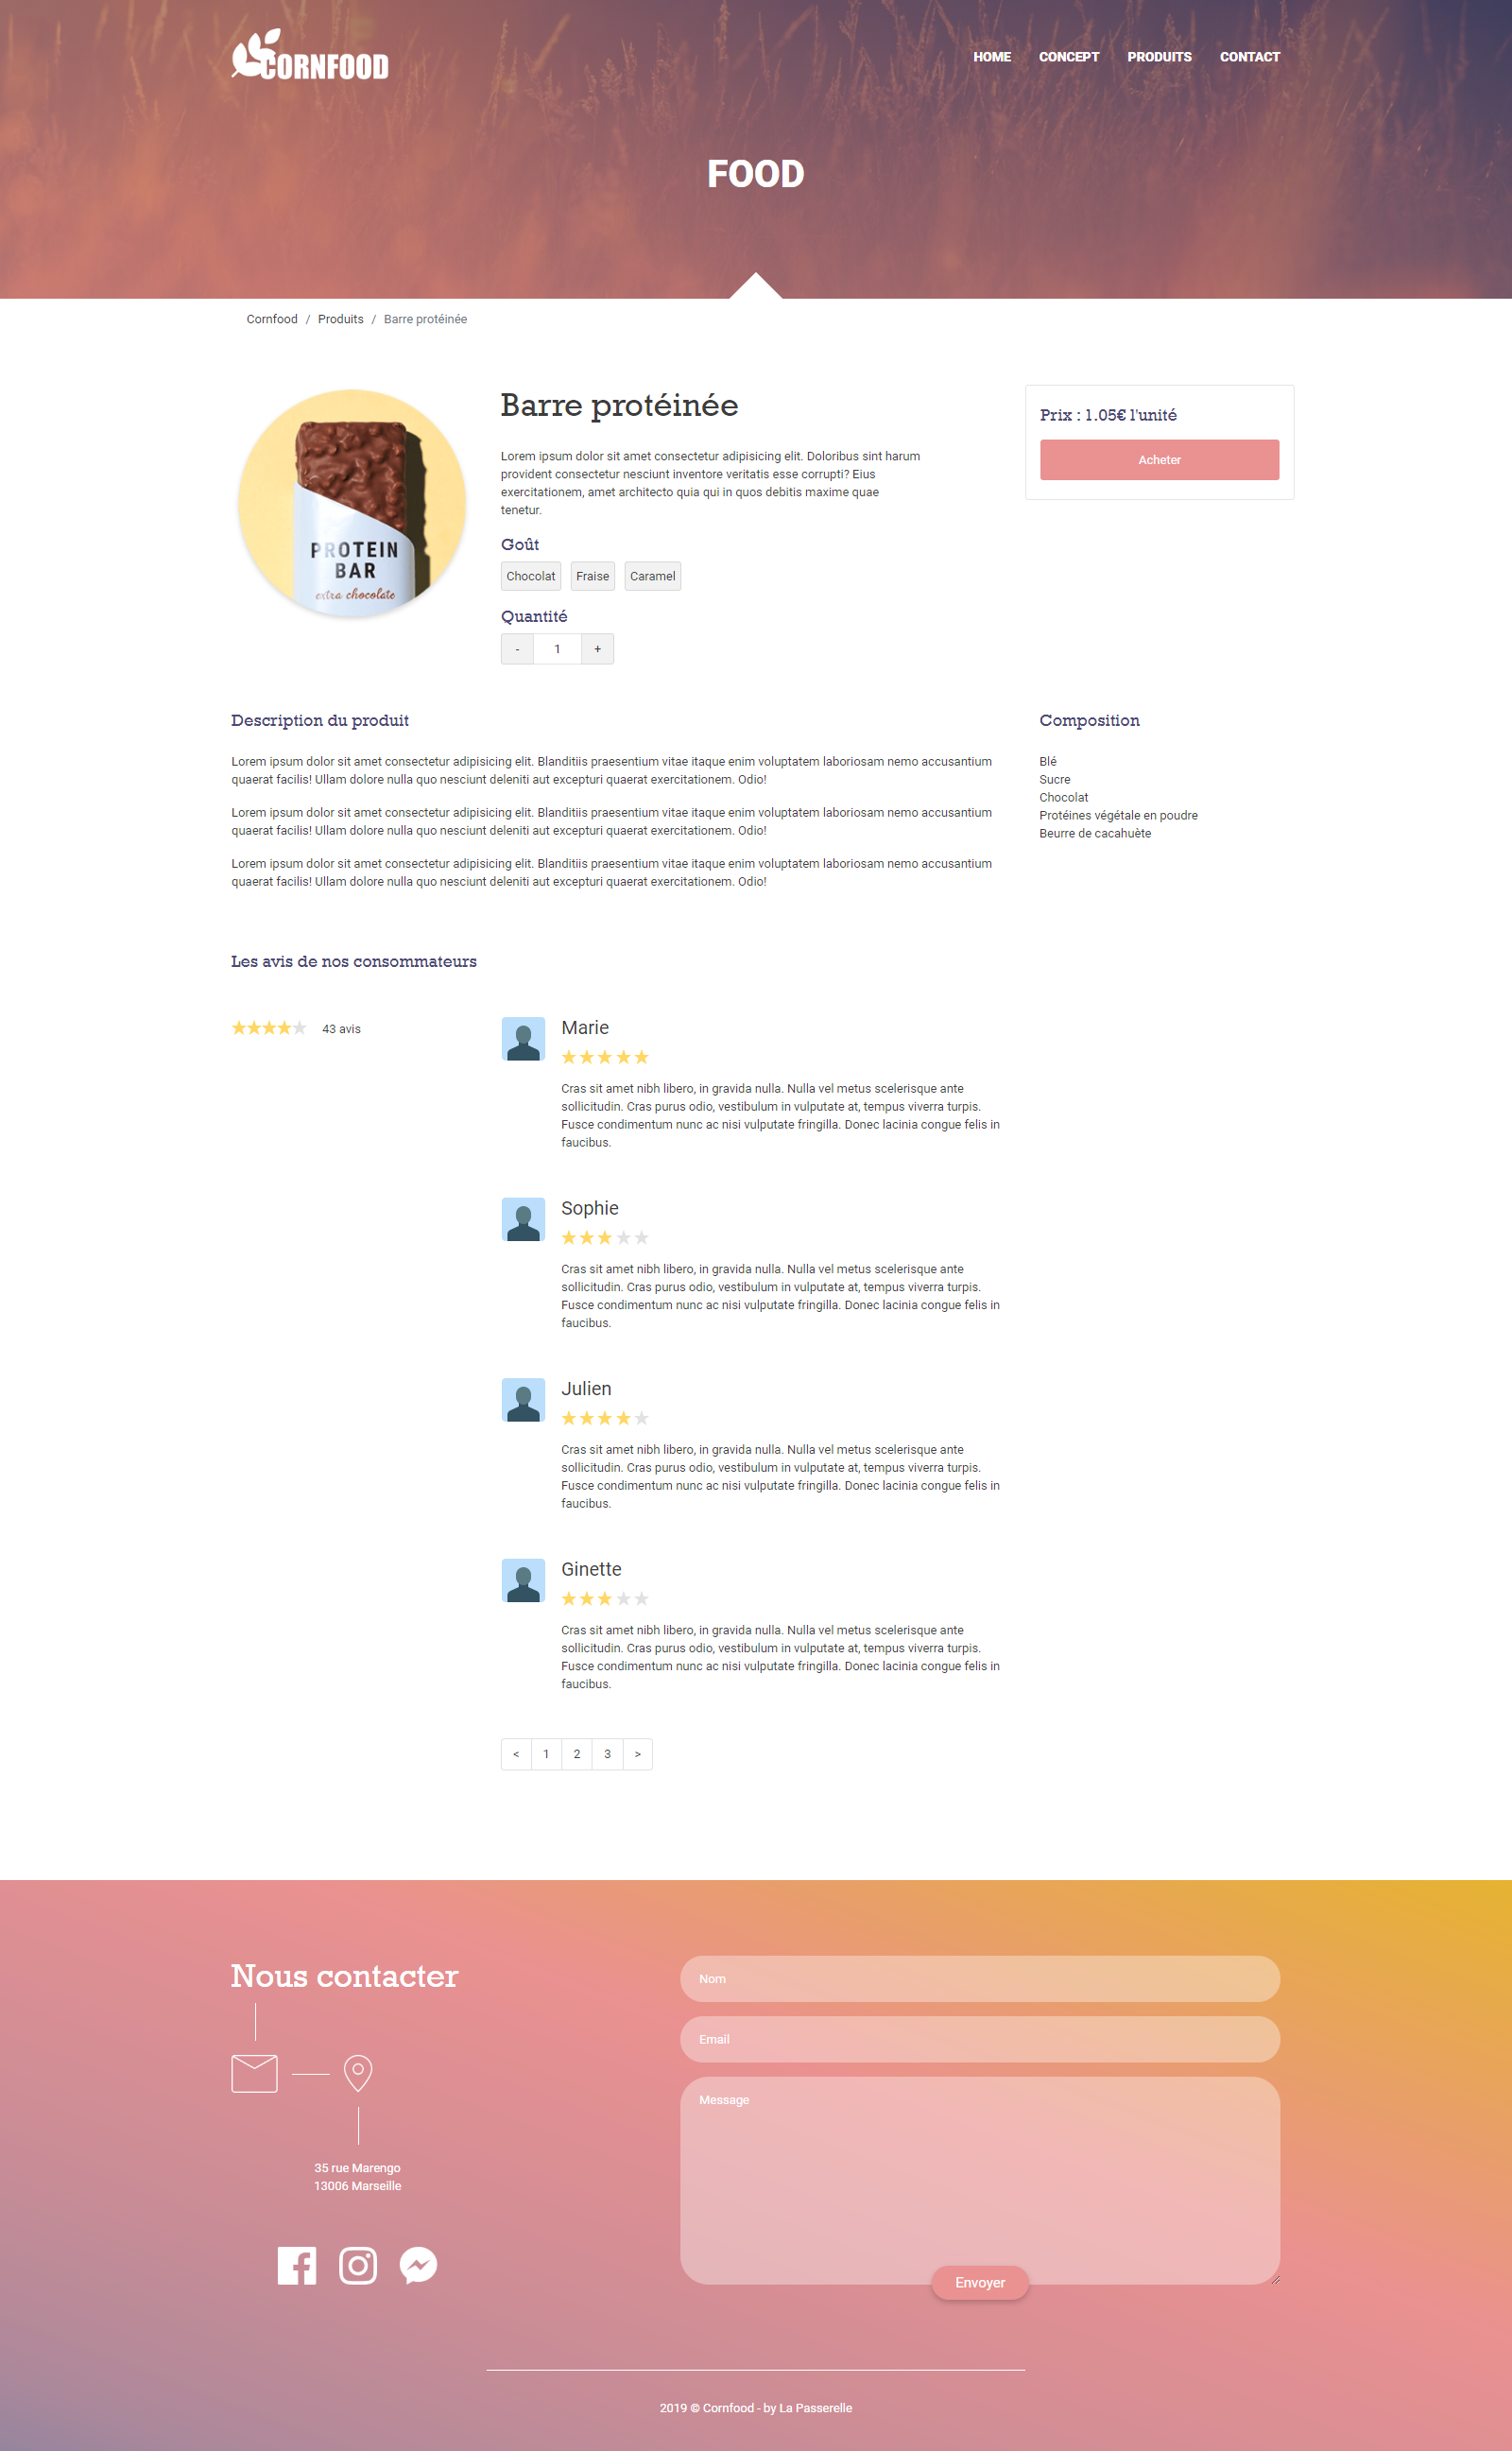 CORNFOOD
HOME CONCEPT PRODUITS CONTACT
FOOD
Cornfood / Produits / Barre protéinée
PROTEIN
BAR
extra chocolate
Barre protéinée
Lorem ipsum dolor sit amet consectetur adipisicing elit. Doloribus sint harum
provident consectetur nesciunt inventore veritatis esse corrupti? Eius
exercitationem, amet architecto quia qui in quos debitis maxime quae
tenetur.
Goût
Chocolat Fraise Caramel
Quantité
- 1 +
Prix : 1.05€ l'unité
Acheter
Description du produit
Lorem ipsum dolor sit amet consectetur adipisicing elit. Blanditiis praesentium vitae itaque enim voluptatem laboriosam nemo accusantium
quaerat facilis! Ullam dolore nulla quo nesciunt deleniti aut excepturi quaerat exercitationem. Odio!
Lorem ipsum dolor sit amet consectetur adipisicing elit. Blanditiis praesentium vitae itaque enim voluptatem laboriosam nemo accusantium
quaerat facilis! Ullam dolore nulla quo nesciunt deleniti aut excepturi quaerat exercitationem. Odio!
Lorem ipsum dolor sit amet consectetur adipisicing elit. Blanditiis praesentium vitae itaque enim voluptatem laboriosam nemo accusantium
quaerat facilis! Ullam dolore nulla quo nesciunt deleniti aut excepturi quaerat exercitationem. Odio!
Composition
Blé
Sucre
Chocolat
Protéines végétale en poudre
Beurre de cacahuète
Les avis de nos consommateurs
43 avis
Marie
Cras sit amet nibh libero, in gravida nulla. Nulla vel metus scelerisque ante
sollicitudin. Cras purus odio, vestibulum in vulputate at, tempus viverra turpis.
Fusce condimentum nunc ac nisi vulputate fringilla. Donec lacinia congue felis in
faucibus.
Sophie
Cras sit amet nibh libero, in gravida nulla. Nulla vel metus scelerisque ante
sollicitudin. Cras purus odio, vestibulum in vulputate at, tempus viverra turpis.
Fusce condimentum nunc ac nisi vulputate fringilla. Donec lacinia congue felis in
faucibus.
Julien
Cras sit amet nibh libero, in gravida nulla. Nulla vel metus scelerisque ante
sollicitudin. Cras purus odio, vestibulum in vulputate at, tempus viverra turpis.
Fusce condimentum nunc ac nisi vulputate fringilla. Donec lacinia congue felis in
faucibus.
Ginette
Cras sit amet nibh libero, in gravida nulla. Nulla vel metus scelerisque ante
sollicitudin. Cras purus odio, vestibulum in vulputate at, tempus viverra turpis.
Fusce condimentum nunc ac nisi vulputate fringilla. Donec lacinia congue felis in
faucibus.
< 1 2 3 >
Nous contacter
35 rue Marengo
13006 Marseille
Nom
Email
Message
Envoyer
2019 © Cornfood - by La Passerelle